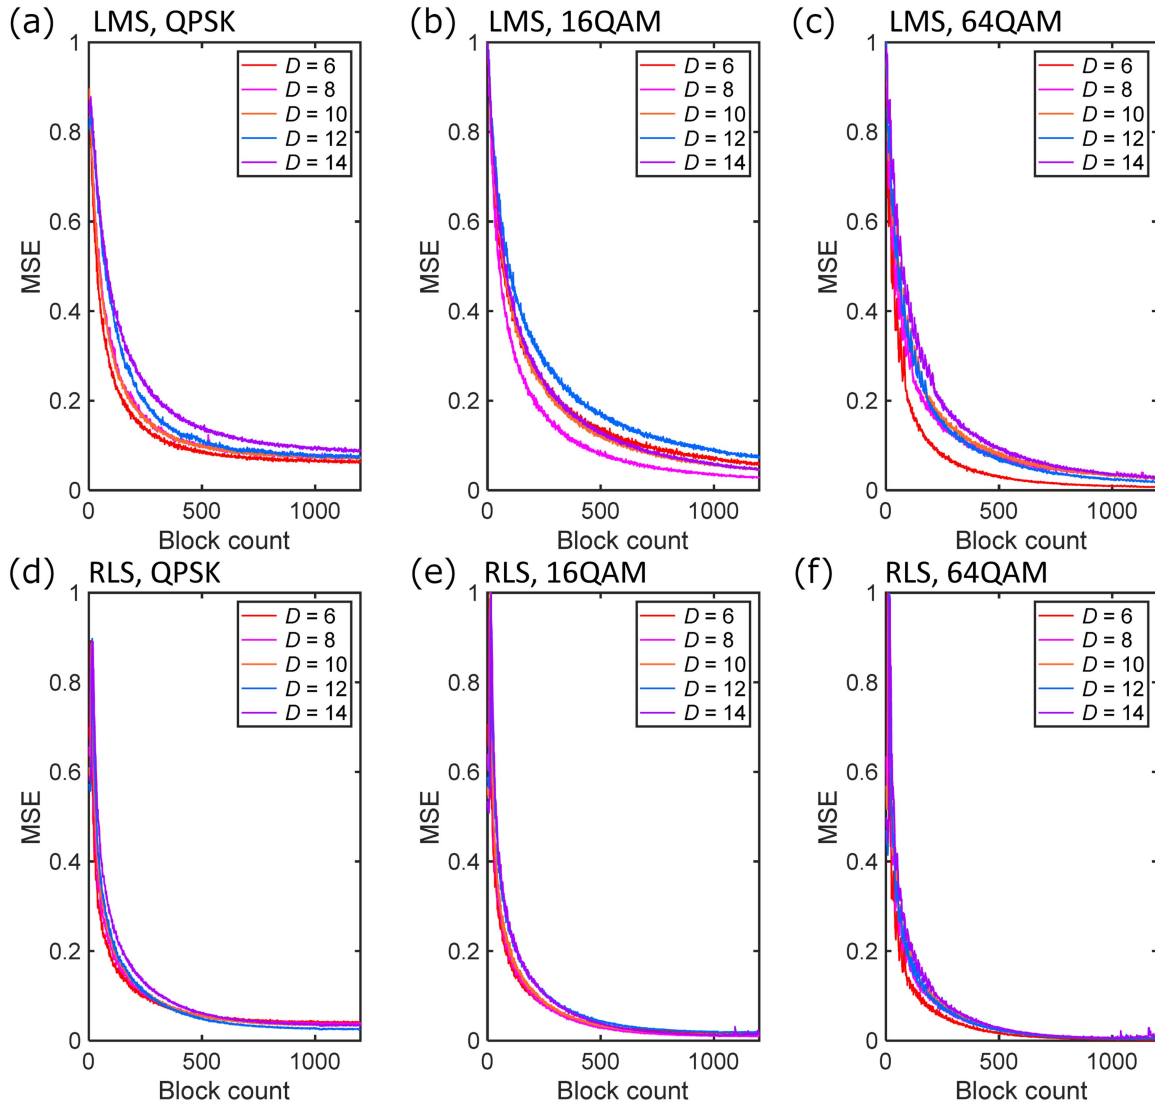 (a) LMS, QPSK
1
0.8
0.6
0.4
0.2
0
MSE
D = 6
D = 8
D = 10
D = 12
D = 14
0 500 1000
Block count
(b) LMS, 16QAM
1
0.8
0.6
0.4
0.2
0
MSE
D = 6
D = 8
D = 10
D = 12
D = 14
0 500 1000
Block count
(c) LMS, 64QAM
1
0.8
0.6
0.4
0.2
0
MSE
D = 6
D = 8
D = 10
D = 12
D = 14
0 500 1000
Block count
(d) RLS, QPSK
1
0.8
0.6
0.4
0.2
0
MSE
D = 6
D = 8
D = 10
D = 12
D = 14
0 500 1000
Block count
(e) RLS, 16QAM
1
0.8
0.6
0.4
0.2
0
MSE
D = 6
D = 8
D = 10
D = 12
D = 14
0 500 1000
Block count
(f) RLS, 64QAM
1
0.8
0.6
0.4
0.2
0
MSE
D = 6
D = 8
D = 10
D = 12
D = 14
0 500 1000
Block count